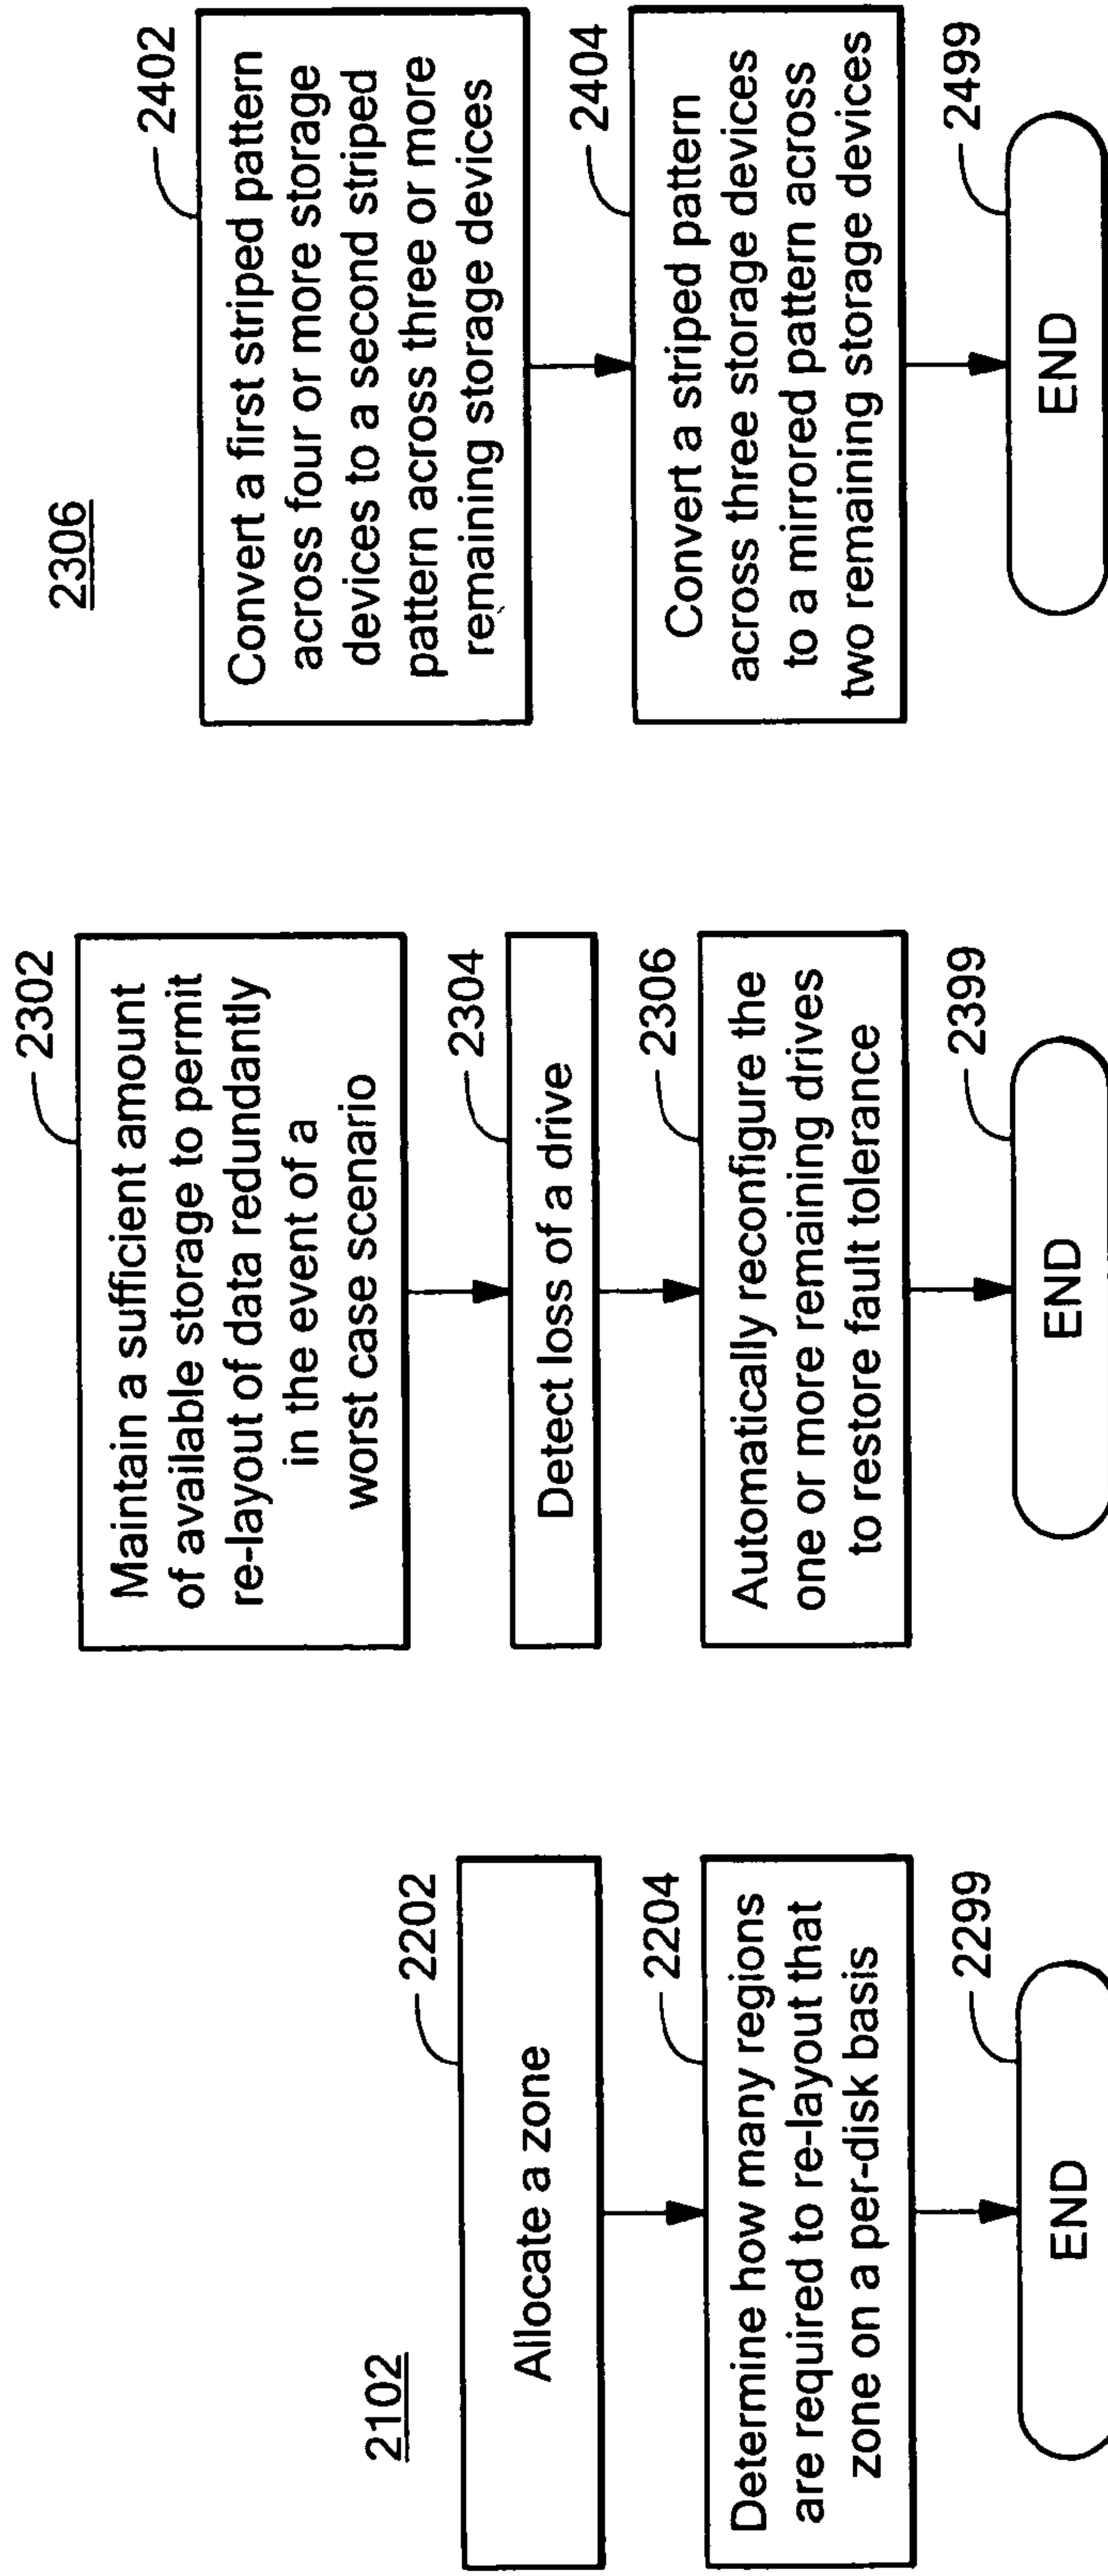 2102
2202
Allocate a zone
2204
Determine how many regions
are required to re-layout that
zone on a per-disk basis
2299
END
2302
Maintain a sufficient amount
of available storage to permit
re-layout of data redundantly
in the event of a
worst case scenario
2304
Detect loss of a drive
2306
Automatically reconfigure the
one or more remaining drives
to restore fault tolerance
2399
END
2306
2402
Convert a first striped pattern
across four or more storage
devices to a second striped
pattern across three or more
remaining storage devices
2404
Convert a striped pattern
across three storage devices
to a mirrored pattern across
two remaining storage devices
2499
END